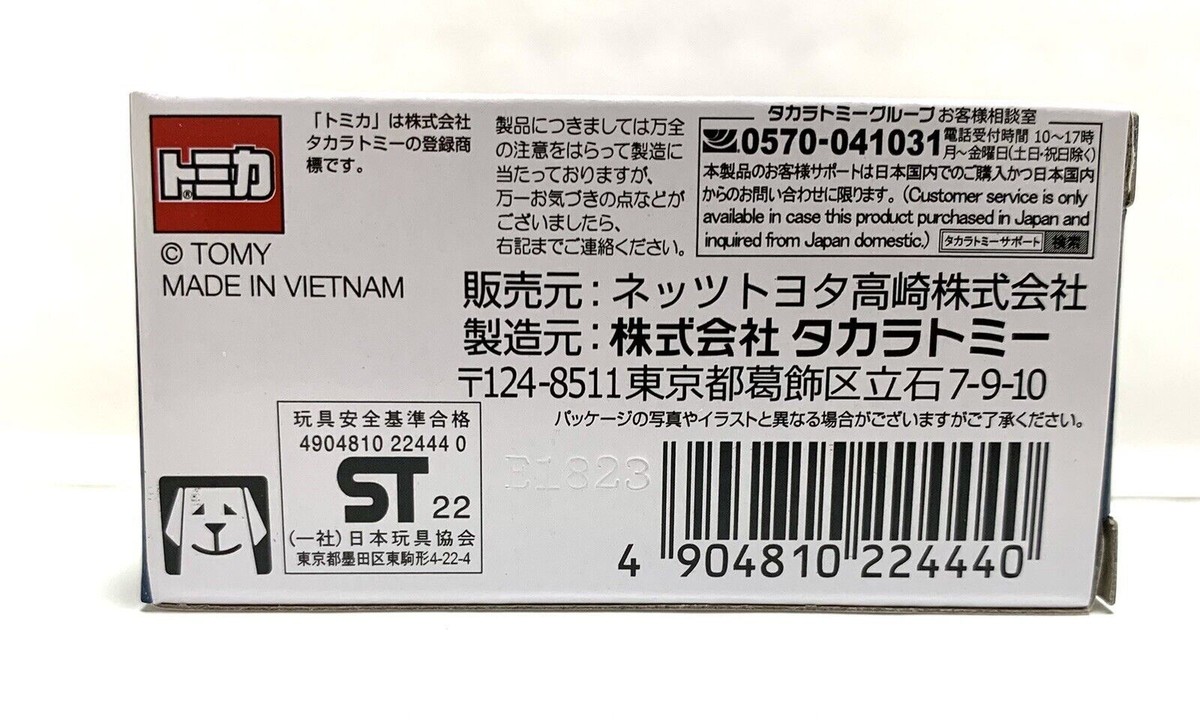 トミカ®
© TOMY
MADE IN VIETNAM
「トミカ」は株式会社
タカラトミーの登録商
標です。
製品につきましては万全
の注意をはらって製造に
当たっておりますが、
万一お気づきの点などが
ございましたら、
右記までご連絡ください。
タカラトミーグループお客様相談室
0570-041031
電話受付時間 10～17時
月～金曜日(土日・祝日除く)
本製品のお客様サポートは日本国内でのご購入かつ日本国内
からのお問い合わせに限ります。(Customer service is only
available in case this product purchased in Japan and
inquired from Japan domestic.) タカラトミーサポート 検索
販売元:ネッツトヨタ高崎株式会社
製造元:株式会社 タカラトミー
〒124-8511東京都葛飾区立石7-9-10
パッケージの写真やイラストと異なる場合がございますがご了承ください。
玩具安全基準合格
4904810 22444 0
ST 22
(一社)日本玩具協会
東京都墨田区東駒形4-22-4
E1823
4 904810 224440